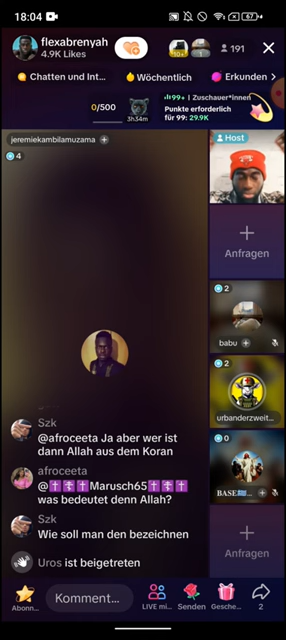 18:04
67
flexabrenyah
4.9K Likes
10+
1
191
Chatten und Int...
Wöchentlich
Erkunden
0/500
3h34m
99+ | Zuschauer*innen
Punkte erforderlich
für 99: 29.9K
jeremiekambilamuzama
4
Host
Anfragen
2
babu
2
urbanderzweit...
0
BASE...
Anfragen
Szk
@afroceeta Ja aber wer ist
dann Allah aus dem Koran
afroceeta
@✝️✝️✝️Marusch65✝️✝️✝️
was bedeutet denn Allah?
Szk
Wie soll man den bezeichnen
Uros ist beigetreten
Abonn...
Komment...
LIVE mi...
Senden
Gesche...
2